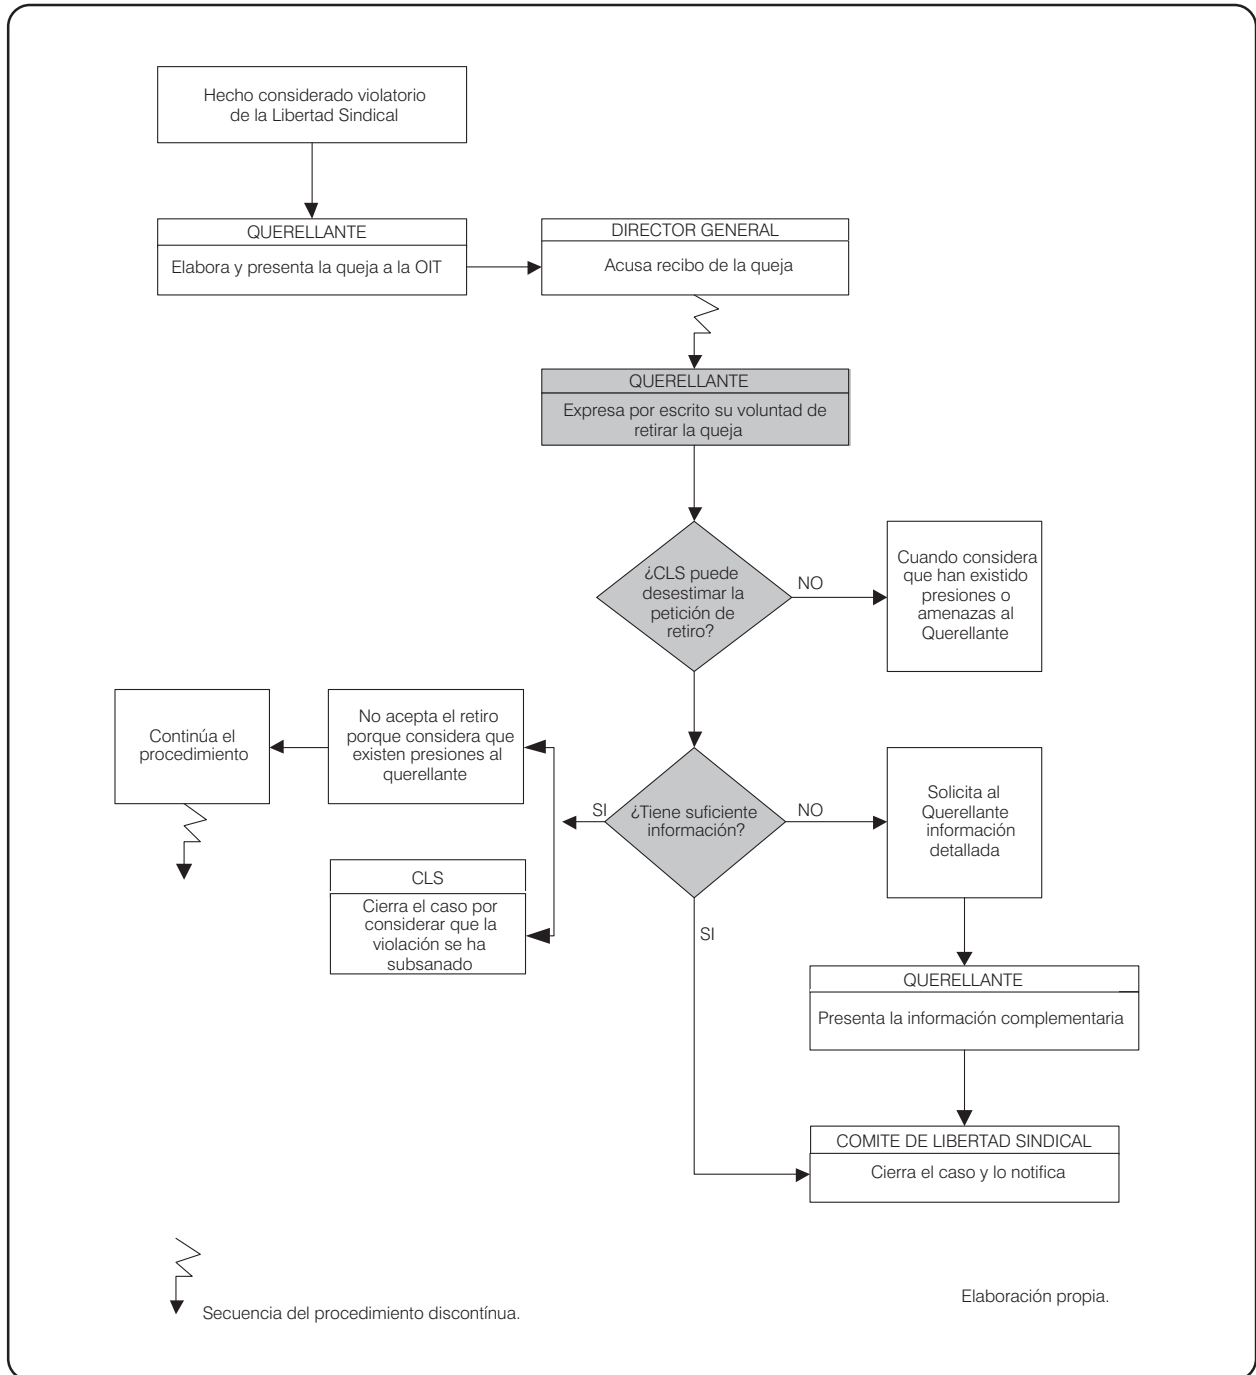 Hecho considerado violatorio
de la Libertad Sindical
QUERELLANTE
Elabora y presenta la queja a la OIT
DIRECTOR GENERAL
Acusa recibo de la queja
QUERELLANTE
Expresa por escrito su voluntad de
retirar la queja
¿CLS puede
desestimar la
petición de
retiro?
NO
Cuando considera
que han existido
presiones o
amenazas al
Querellante
Continúa el
procedimiento
No acepta el retiro
porque considera que
existen presiones al
querellante
SI
¿Tiene suficiente
información?
NO
Solicita al
Querellante
información
detallada
CLS
Cierra el caso por
considerar que la
violación se ha
subsanado
SI
QUERELLANTE
Presenta la información complementaria
COMITE DE LIBERTAD SINDICAL
Cierra el caso y lo notifica
Secuencia del procedimiento discontínua.
Elaboración propia.